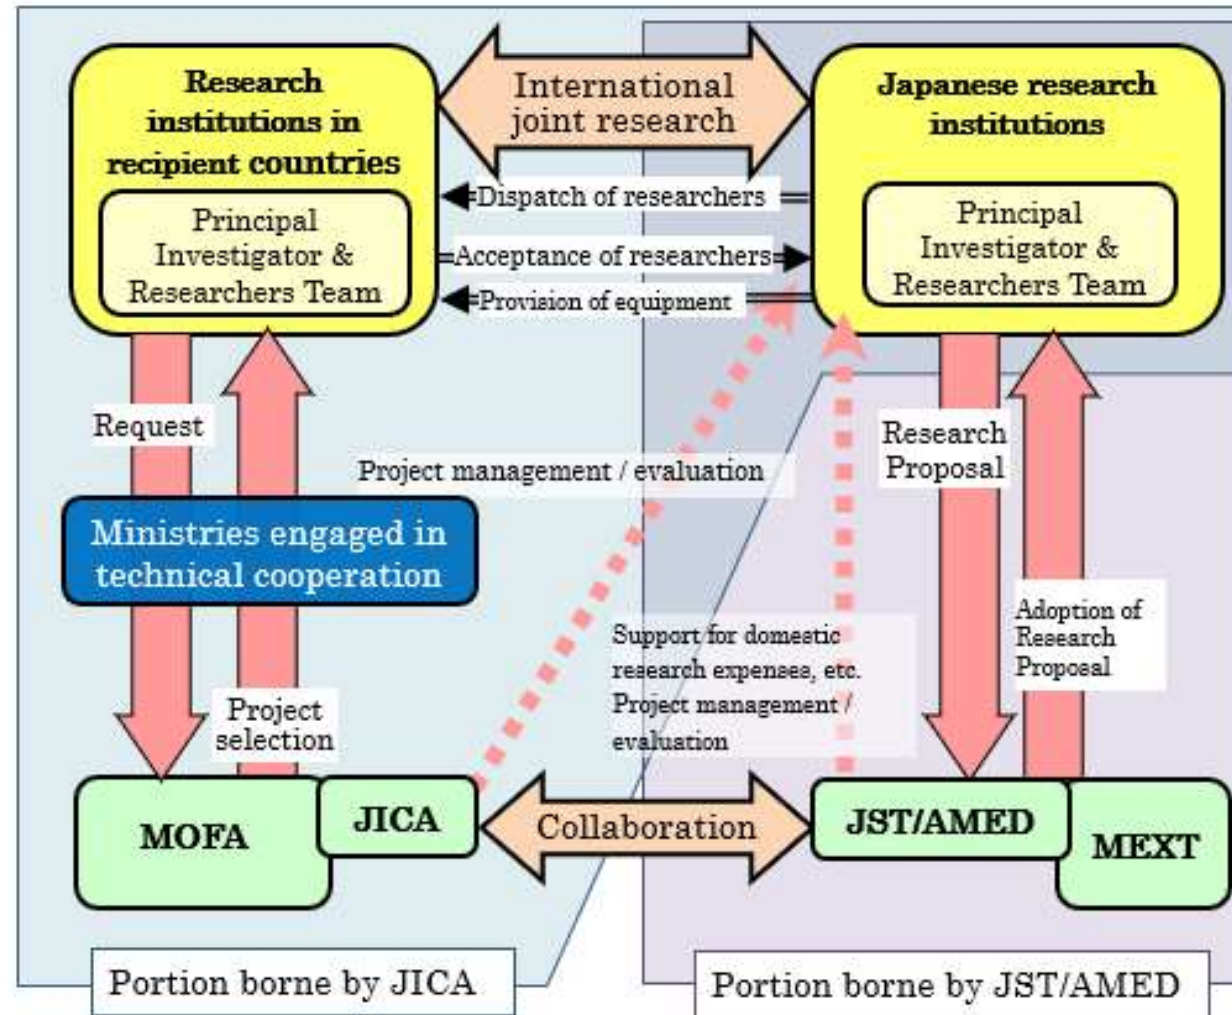 Research
institutions in
recipient countries
Principal
Investigator &
Researchers Team
International
joint research
Japanese research
institutions
Principal
Investigator &
Researchers Team
Dispatch of researchers
Acceptance of researchers
Provision of equipment
Request
Project management / evaluation
Research
Proposal
Ministries engaged in
technical cooperation
Adoption of
Research
Proposal
Support for domestic
research expenses, etc.
Project management /
evaluation
Project
selection
MOFA
JICA
Collaboration
JST/AMED
MEXT
Portion borne by JICA
Portion borne by JST/AMED